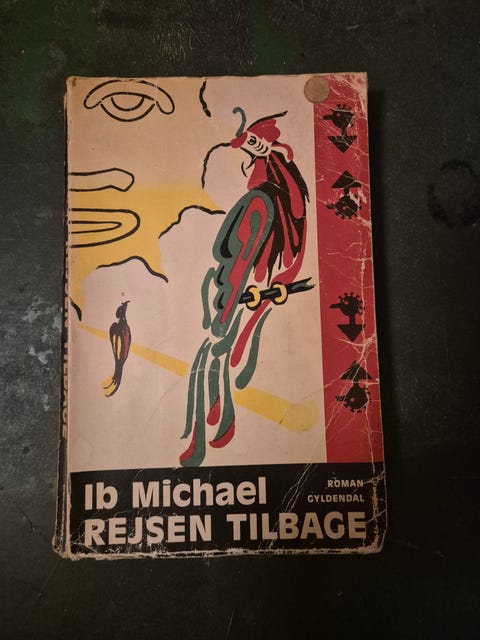 Ib Michael
ROMAN
GYLDENDAL
REJSEN TILBAGE